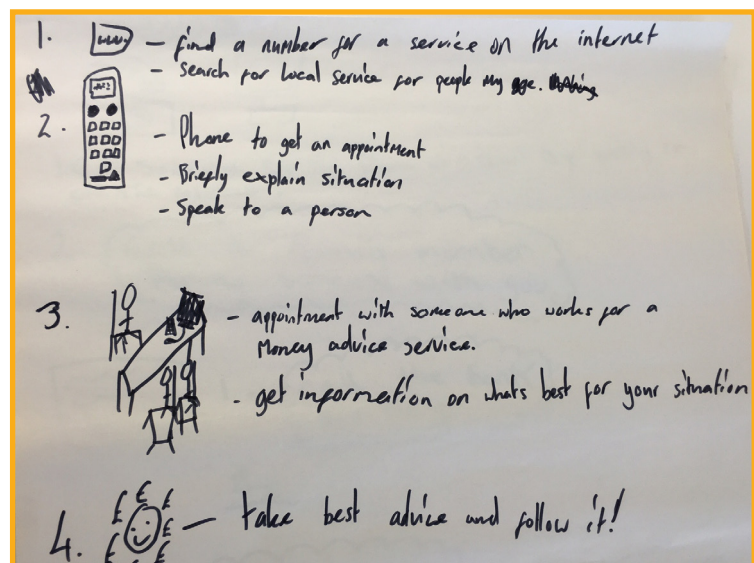 1. www. - find a number for a service on the internet
- search for local service for people my age.
2.
- Phone to get an appointment
- Briefly explain situation
- Speak to a person
3. - appointment with someone who works for a
Money advice service.
- get information on whats best for your situation
£ £ £
£ £
4. £ £ - take best advice and follow it!